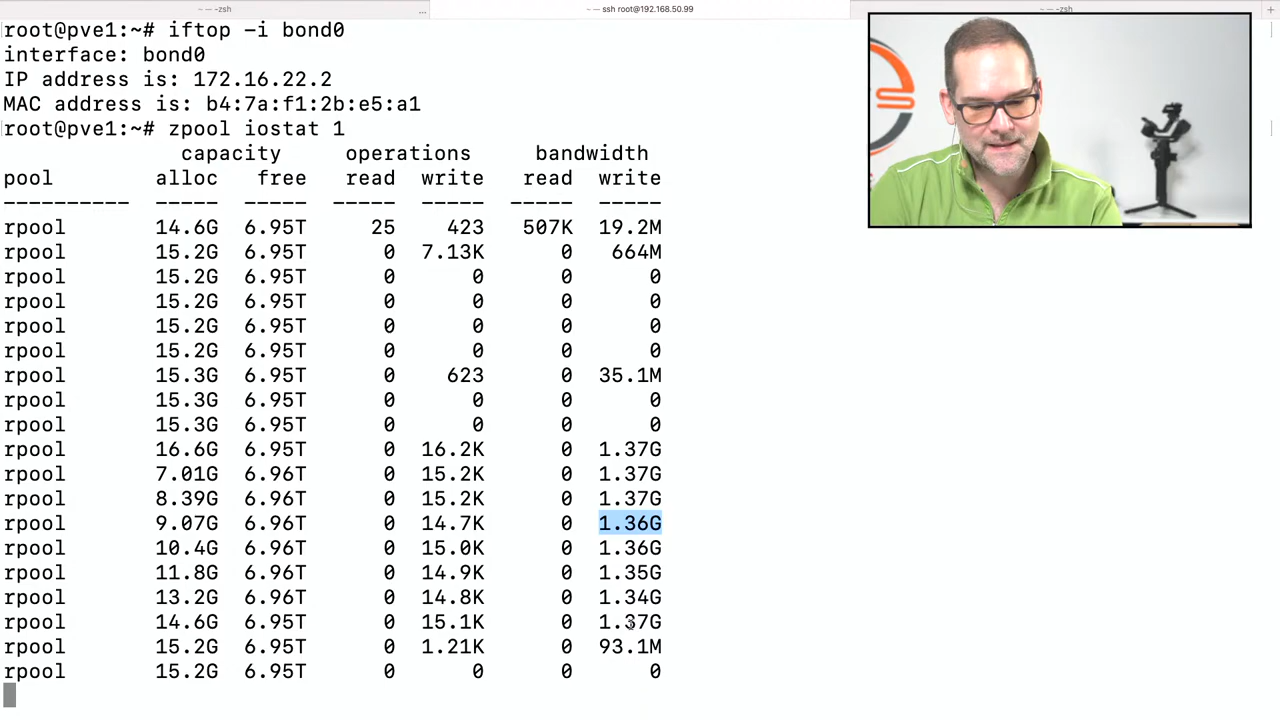 ~ — -zsh
...
~ — ssh root@192.168.50.99
~ — -zsh
+
root@pve1:~# iftop -i bond0
interface: bond0
IP address is: 172.16.22.2
MAC address is: b4:7a:f1:2b:e5:a1
root@pve1:~# zpool iostat 1
capacity operations bandwidth
pool alloc free read write read write
---------- ----- ----- ----- ----- ----- -----
rpool 14.6G 6.95T 25 423 507K 19.2M
rpool 15.2G 6.95T 0 7.13K 0 664M
rpool 15.2G 6.95T 0 0 0 0
rpool 15.2G 6.95T 0 0 0 0
rpool 15.2G 6.95T 0 0 0 0
rpool 15.2G 6.95T 0 0 0 0
rpool 15.3G 6.95T 0 623 0 35.1M
rpool 15.3G 6.95T 0 0 0 0
rpool 15.3G 6.95T 0 0 0 0
rpool 16.6G 6.95T 0 16.2K 0 1.37G
rpool 7.01G 6.96T 0 15.2K 0 1.37G
rpool 8.39G 6.96T 0 15.2K 0 1.37G
rpool 9.07G 6.96T 0 14.7K 0 1.36G
rpool 10.4G 6.96T 0 15.0K 0 1.36G
rpool 11.8G 6.96T 0 14.9K 0 1.35G
rpool 13.2G 6.96T 0 14.8K 0 1.34G
rpool 14.6G 6.95T 0 15.1K 0 1.37G
rpool 15.2G 6.95T 0 1.21K 0 93.1M
rpool 15.2G 6.95T 0 0 0 0